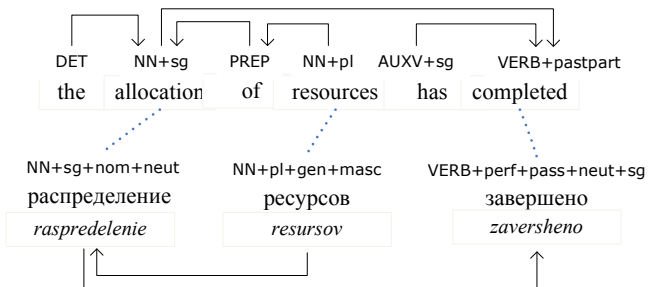 DET NN+sg PREP NN+pl AUXV+sg VERB+pastpart
the allocation of resources has completed
NN+sg+nom+neut NN+pl+gen+masc VERB+perf+pass+neut+sg
распределение ресурсов завершено
raspredelenie resursov zaversheno